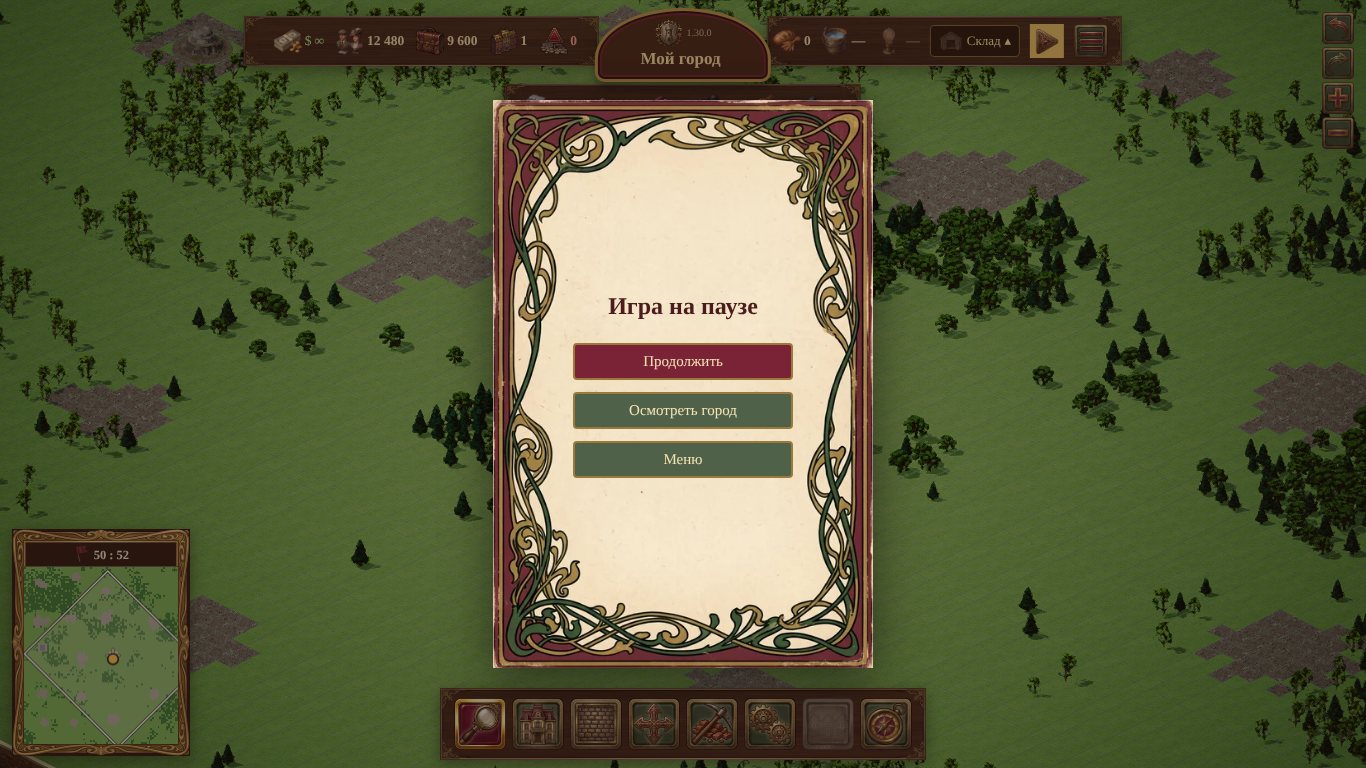 $ ∞ 12 480 9 600 1 0
1.30.0
Мой город
0 — — Склад ▴
Игра на паузе
Продолжить
Осмотреть город
Меню
50 : 52